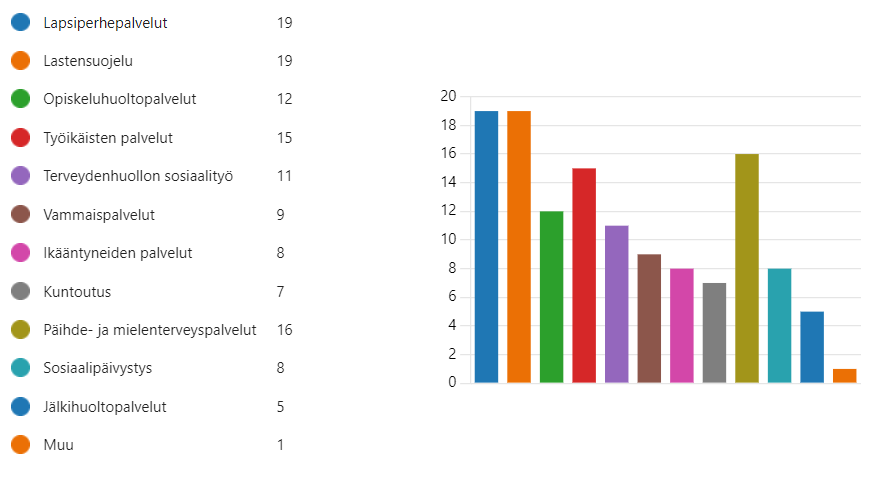 Lapsiperhepalvelut 19
Lastensuojelu 19
Opiskeluhuoltopalvelut 12
Työikäisten palvelut 15
Terveydenhuollon sosiaalityö 11
Vammaispalvelut 9
Ikääntyneiden palvelut 8
Kuntoutus 7
Päihde- ja mielenterveyspalvelut 16
Sosiaalipäivystys 8
Jälkihuoltopalvelut 5
Muu 1
20
18
16
14
12
10
8
6
4
2
0